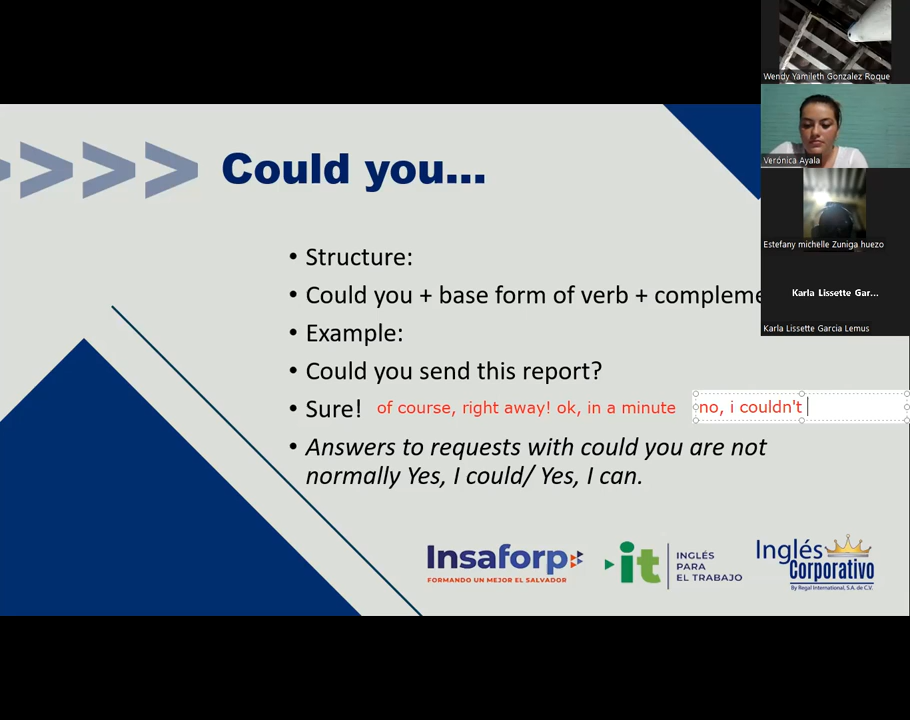 Wendy Yamileth Gonzalez Roque
>>>> Could you...
Verónica Ayala
• Structure:
Estefany michelle Zuniga huezo
• Could you + base form of verb + compleme
Karla Lissette Gar...
Karla Lissette Garcia Lemus
• Example:
• Could you send this report?
• Sure! of course, right away! ok, in a minute no, i couldn't
• Answers to requests with could you are not
normally Yes, I could/ Yes, I can.
Insaforp
FORMANDO UN MEJOR EL SALVADOR
it
INGLÉS
PARA
EL TRABAJO
Inglés
Corporativo
By Regal International, S.A. de C.V.